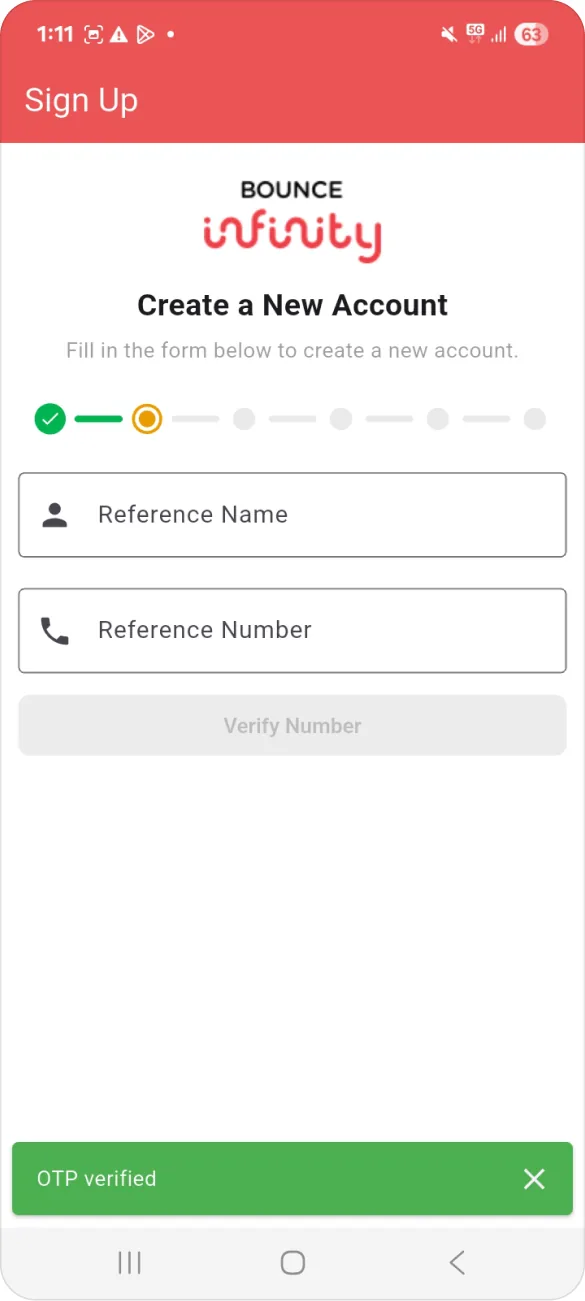 1:11
5G
63
Sign Up
BOUNCE
infinity
Create a New Account
Fill in the form below to create a new account.
Reference Name
Reference Number
Verify Number
OTP verified